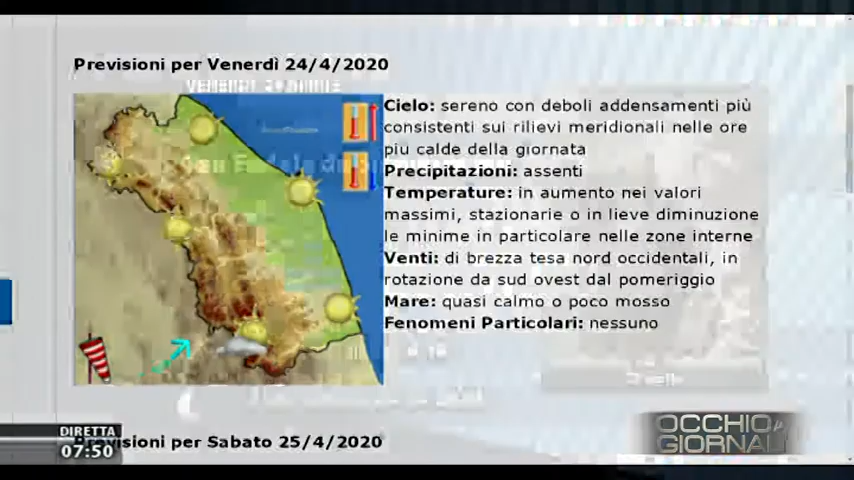 Previsioni per Venerdì 24/4/2020
Cielo: sereno con deboli addensamenti più
consistenti sui rilievi meridionali nelle ore
più calde della giornata
Precipitazioni: assenti
Temperature: in aumento nei valori
massimi, stazionarie o in lieve diminuzione
le minime in particolare nelle zone interne
Venti: di brezza tesa nord occidentali, in
rotazione da sud ovest dal pomeriggio
Mare: quasi calmo o poco mosso
Fenomeni Particolari: nessuno
Previsioni per Sabato 25/4/2020
DIRETTA
07:50
OCCHIO
GIORNALI